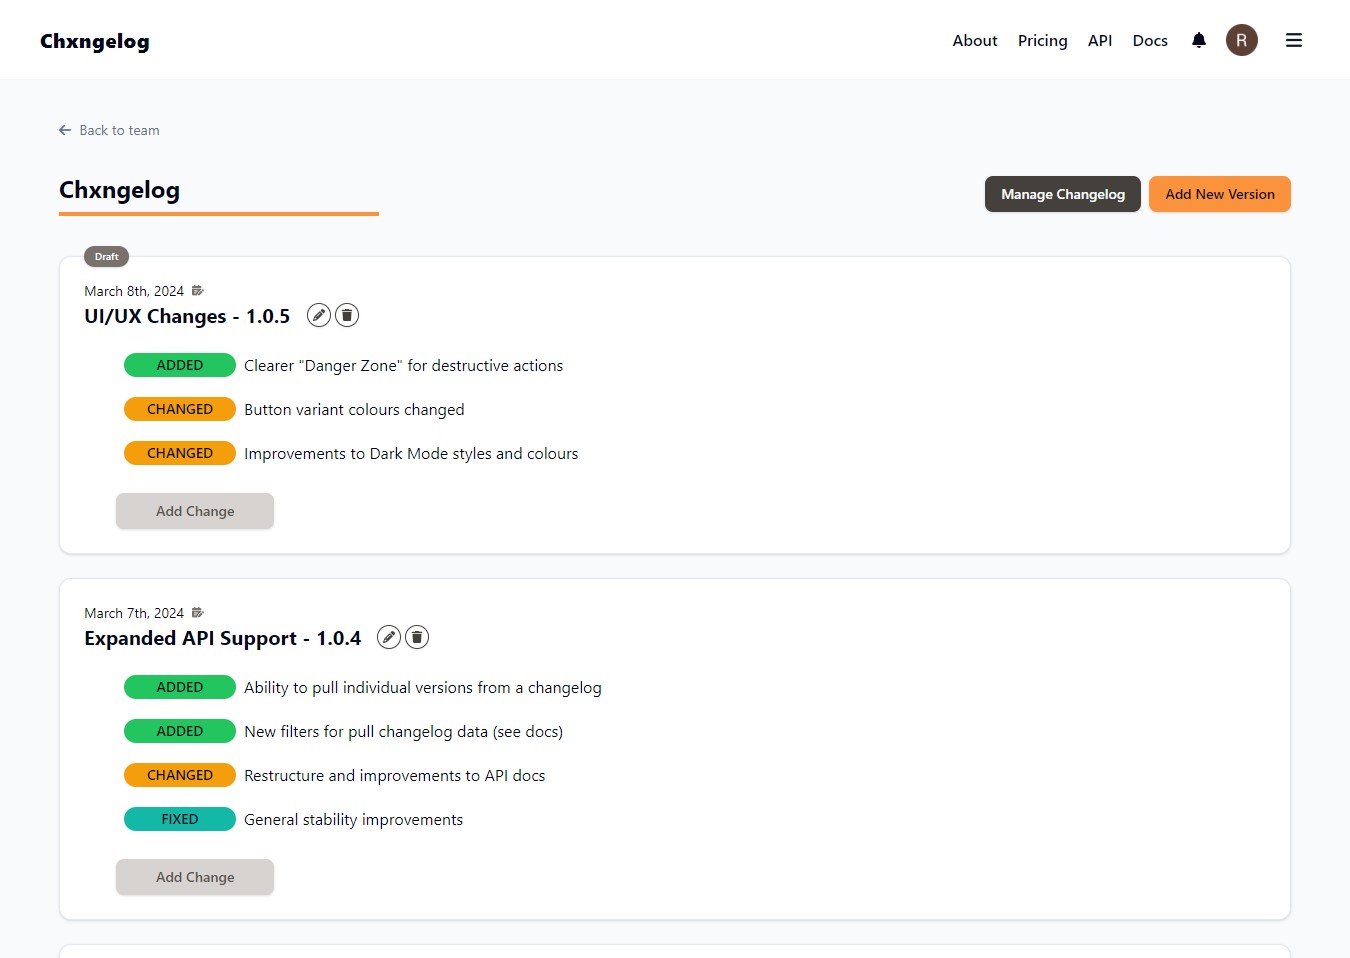 Chxngelog
About Pricing API Docs R
Back to team
Chxngelog
Manage Changelog Add New Version
Draft
March 8th, 2024
UI/UX Changes - 1.0.5
ADDED Clearer "Danger Zone" for destructive actions
CHANGED Button variant colours changed
CHANGED Improvements to Dark Mode styles and colours
Add Change
March 7th, 2024
Expanded API Support - 1.0.4
ADDED Ability to pull individual versions from a changelog
ADDED New filters for pull changelog data (see docs)
CHANGED Restructure and improvements to API docs
FIXED General stability improvements
Add Change